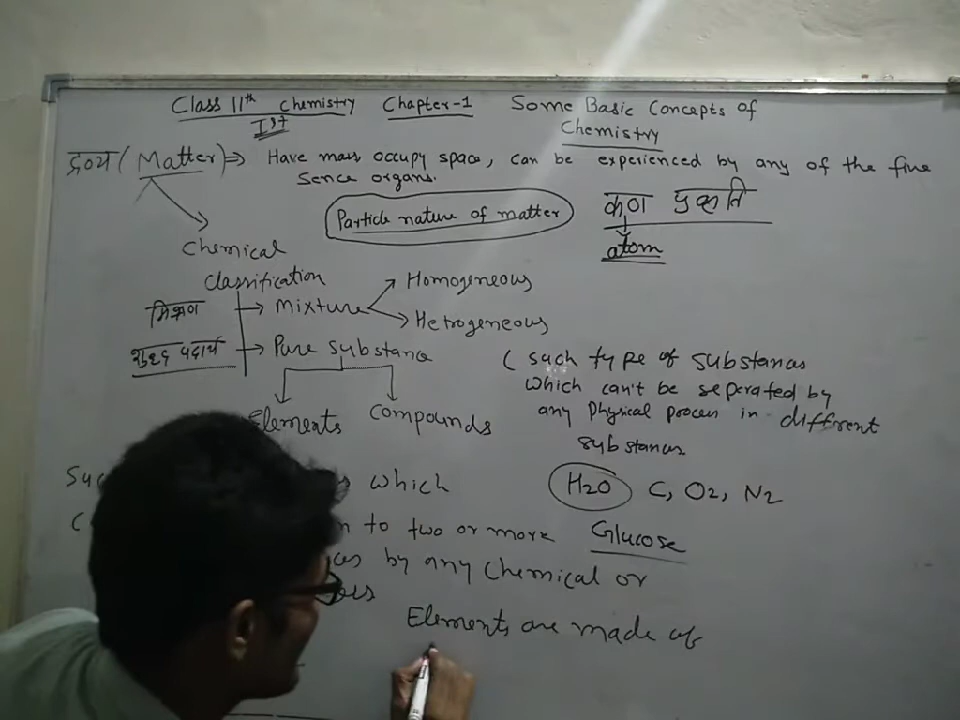 Class 11th Chemistry Chapter-1 Some Basic Concepts of
Ist Chemistry
द्रव्य (Matter) ⇒ Have mass occupy space, can be experienced by any of the five
Sence organs.
Particle nature of matter
कण प्रकृति
atom
Chemical
classification
Homogeneous
मिश्रण → Mixture
Hetrogeneous
शुद्ध पदार्थ → Pure substance
Elements Compounds
( such type of substances
which can't be seperated by
any Physical process in different
substances
H2O C, O2, N2
Glucose
which
to two or more
by any chemical or
Elements are made of